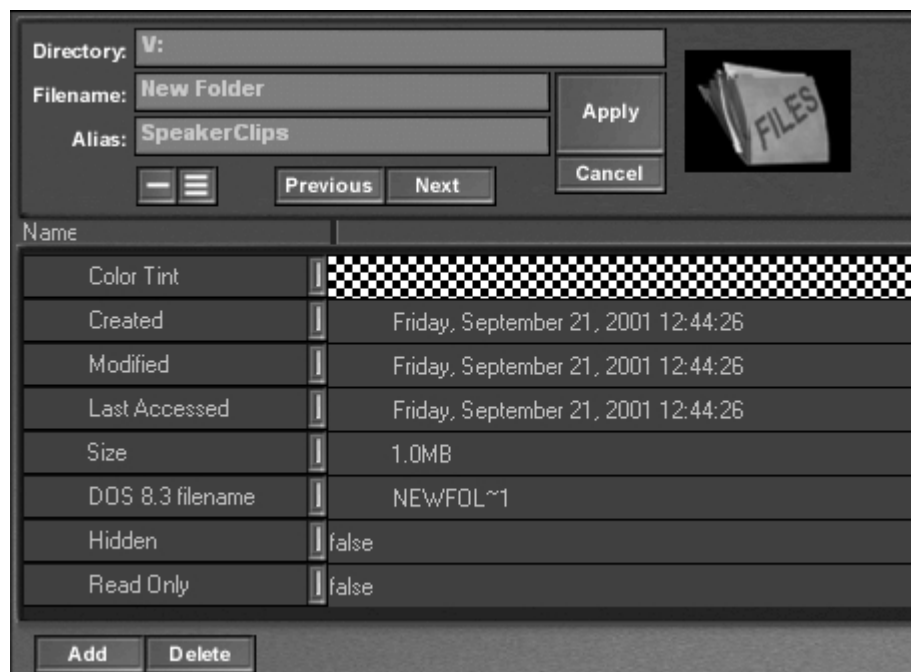 Directory: V:
Filename: New Folder
Alias: SpeakerClips
Apply
Cancel
Previous Next
FILES
Name
Color Tint
Created Friday, September 21, 2001 12:44:26
Modified Friday, September 21, 2001 12:44:26
Last Accessed Friday, September 21, 2001 12:44:26
Size 1.0MB
DOS 8.3 filename NEWFOL~1
Hidden false
Read Only false
Add Delete